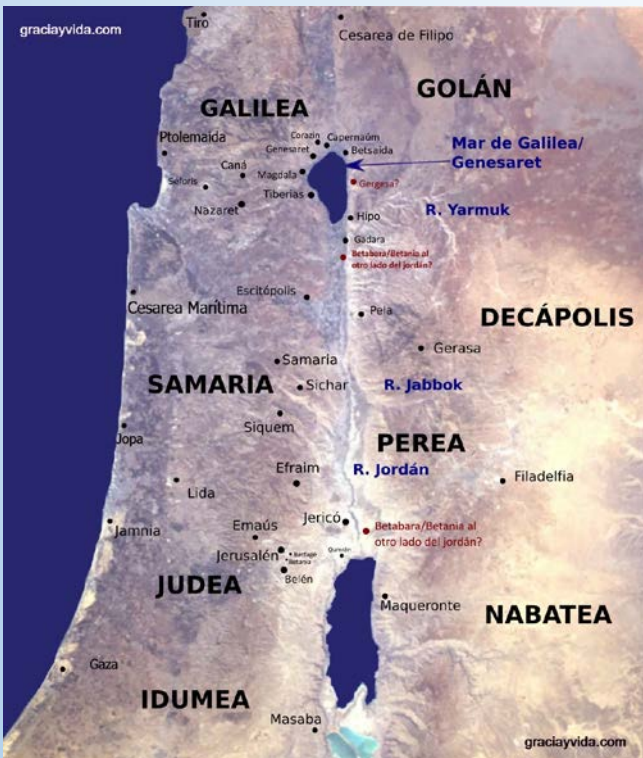 graciayvida.com
Tiro
Cesarea de Filipo
GOLÁN
GALILEA
Corazin
Capernaúm
Ptolemaida
Genesaret
Betsaida
Mar de Galilea/
Genesaret
Caná
Magdala
Séforis
Gergesa?
Tiberias
Nazaret
R. Yarmuk
Hipo
Gadara
Betabara/Betania al
otro lado del jordán?
Escitópolis
Cesarea Marítima
Pela
DECÁPOLIS
Gerasa
Samaria
SAMARIA
Sichar
R. Jabbok
Siquem
Jopa
PEREA
R. Jordán
Efraim
Filadelfia
Lida
Jericó
Jamnia
Emaús
Betabara/Betania al
otro lado del jordán?
Jerusalén
Betfagé
Betania
Qumrán
Belén
JUDEA
Maqueronte
NABATEA
Gaza
IDUMEA
Masaba
graciayvida.com